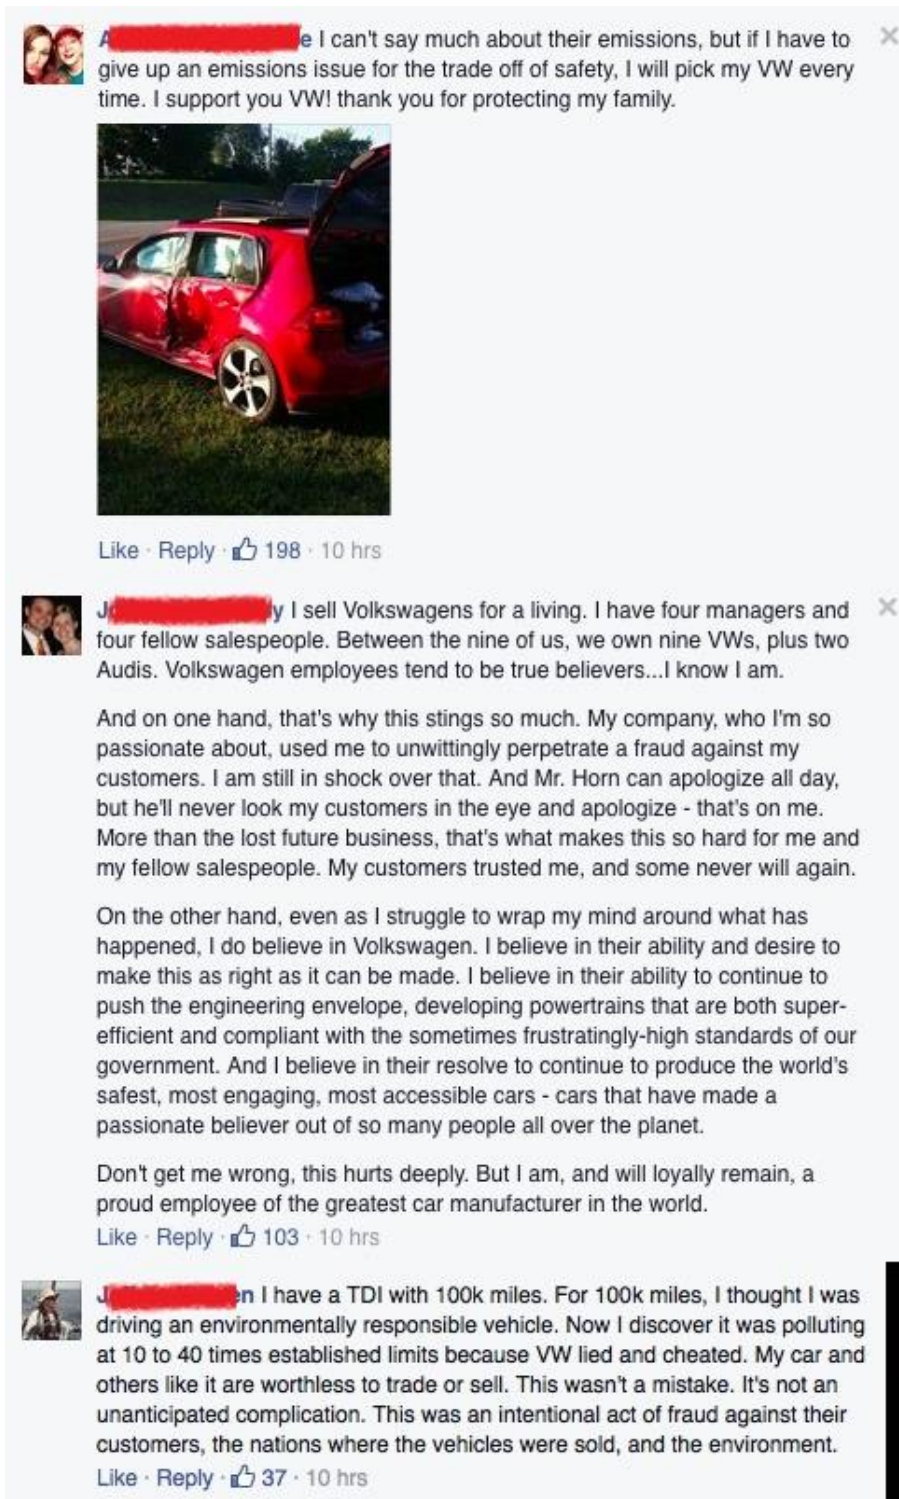 A e I can't say much about their emissions, but if I have to
give up an emissions issue for the trade off of safety, I will pick my VW every
time. I support you VW! thank you for protecting my family.
Like · Reply · 198 · 10 hrs
J y I sell Volkswagens for a living. I have four managers and
four fellow salespeople. Between the nine of us, we own nine VWs, plus two
Audis. Volkswagen employees tend to be true believers...I know I am.
And on one hand, that's why this stings so much. My company, who I'm so
passionate about, used me to unwittingly perpetrate a fraud against my
customers. I am still in shock over that. And Mr. Horn can apologize all day,
but he'll never look my customers in the eye and apologize - that's on me.
More than the lost future business, that's what makes this so hard for me and
my fellow salespeople. My customers trusted me, and some never will again.
On the other hand, even as I struggle to wrap my mind around what has
happened, I do believe in Volkswagen. I believe in their ability and desire to
make this as right as it can be made. I believe in their ability to continue to
push the engineering envelope, developing powertrains that are both super-
efficient and compliant with the sometimes frustratingly-high standards of our
government. And I believe in their resolve to continue to produce the world's
safest, most engaging, most accessible cars - cars that have made a
passionate believer out of so many people all over the planet.
Don't get me wrong, this hurts deeply. But I am, and will loyally remain, a
proud employee of the greatest car manufacturer in the world.
Like · Reply · 103 · 10 hrs
J en I have a TDI with 100k miles. For 100k miles, I thought I was
driving an environmentally responsible vehicle. Now I discover it was polluting
at 10 to 40 times established limits because VW lied and cheated. My car and
others like it are worthless to trade or sell. This wasn't a mistake. It's not an
unanticipated complication. This was an intentional act of fraud against their
customers, the nations where the vehicles were sold, and the environment.
Like · Reply · 37 · 10 hrs